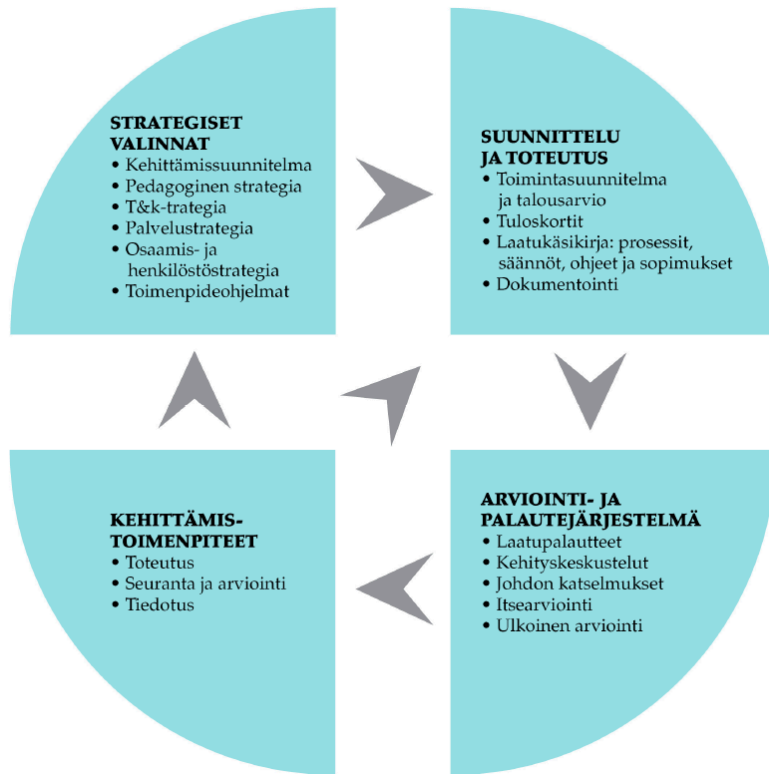 STRATEGISET
VALINNAT
• Kehittämissuunnitelma
• Pedagoginen strategia
• T&k-trategia
• Palvelustrategia
• Osaamis- ja
henkilöstöstrategia
• Toimenpideohjelmat
SUUNNITTELU
JA TOTEUTUS
• Toimintasuunnitelma
ja talousarvio
• Tuloskortit
• Laatukäsikirja: prosessit,
säännöt, ohjeet ja sopimukset
• Dokumentointi
KEHITTÄMIS-
TOIMENPITEET
• Toteutus
• Seuranta ja arviointi
• Tiedotus
ARVIOINTI- JA
PALAUTEJÄRJESTELMÄ
• Laatupalautteet
• Kehityskeskustelut
• Johdon katselmukset
• Itsearviointi
• Ulkoinen arviointi